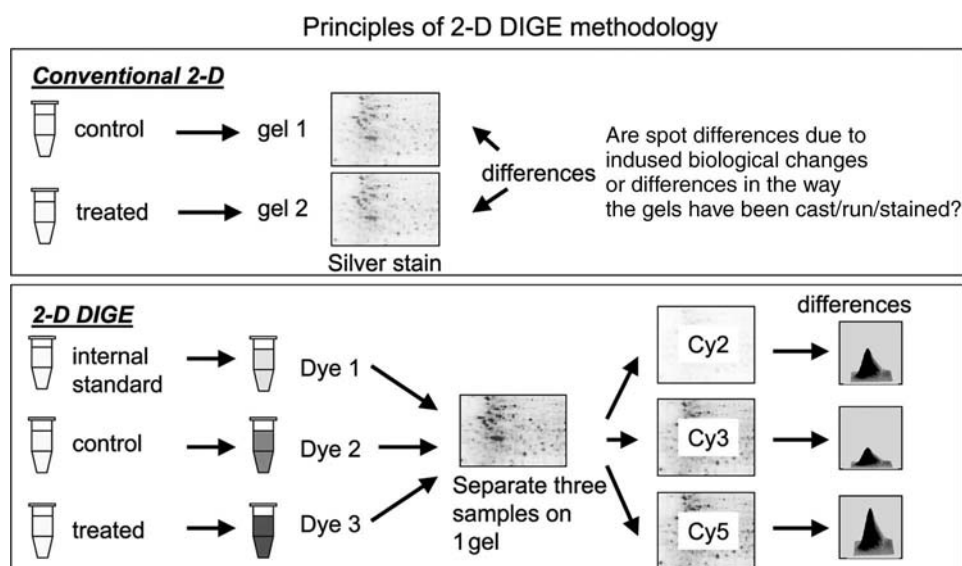 Principles of 2-D DIGE methodology
Conventional 2-D
control
gel 1
treated
gel 2
Silver stain
differences
Are spot differences due to
indused biological changes
or differences in the way
the gels have been cast/run/stained?
2-D DIGE
internal
standard
Dye 1
control
Dye 2
treated
Dye 3
Separate three
samples on
1 gel
Cy2
Cy3
Cy5
differences